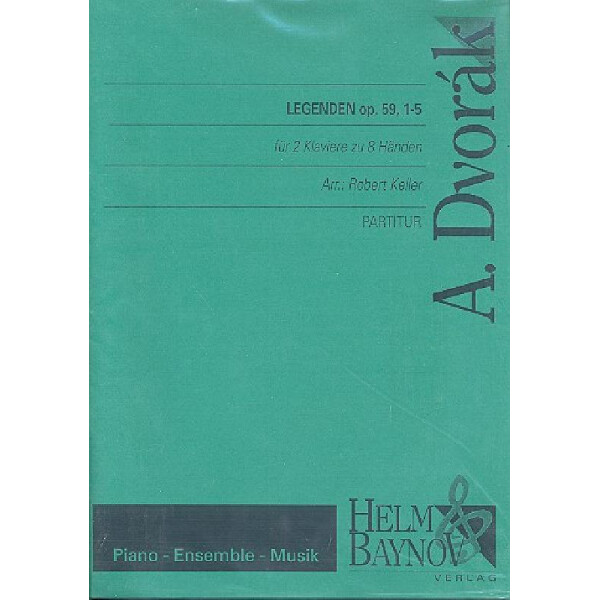 A. Dvorák
LEGENDEN op. 59, 1-5
für 2 Klaviere zu 8 Händen
Arr.: Robert Keller
PARTITUR
Piano - Ensemble - Musik
HELM &
BAYNOV
VERLAG